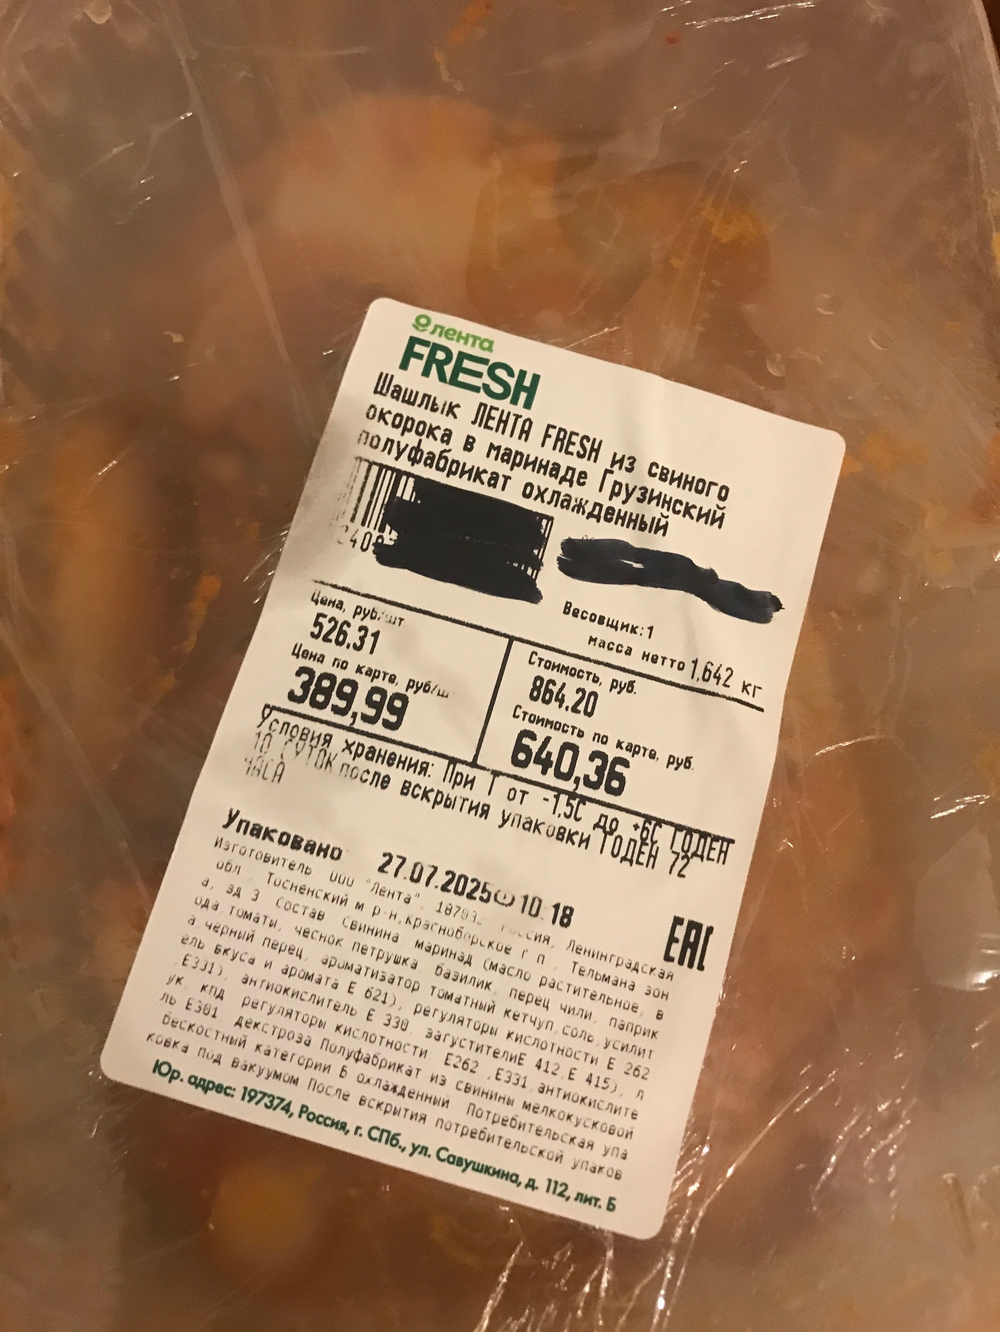 лента
FRESH
Шашлык ЛЕНТА FRESH из свиного
окорока в маринаде Грузинский
полуфабрикат охлажденный
Весовщик:1
масса нетто 1,642 кг
Цена, руб/шт
526.31
Цена по карте, руб/ш
389,99
Стоимость, руб.
864.20
Стоимость по карте, руб.
640,36
Условия хранения: При Т от -1,5С до +6С ГОДЕН
10 СУТОК после вскрытия упаковки ГОДЕН 72
ЧАСА
Упаковано 27.07.2025 10:18
EAC
Изготовитель ООО "Лента", Россия, Ленинградская
обл., Тосненский м.р-н, Красноборское г.п., Тельмана зон
а, зд 3 Состав Свинина маринад (масло растительное, в
ода томаты, чеснок петрушка базилик, перец чили, паприк
а,черный перец, ароматизатор томатный кетчуп,соль,усилит
ель вкуса и аромата Е 621), регуляторы кислотности Е 262
,Е331), антиокислитель Е 330, загустителиЕ 412,Е 415), л
ук, кпд регуляторы кислотности Е262 ,Е331,антиокислите
ль Е301, декстроза Полуфабрикат из свинины мелкокусковой
бескостный категории Б охлажденный Потребительская упа
ковка под вакуумом После вскрытия потребительской упаков
Юр. адрес: 197374, Россия, г. СПб., ул. Савушкина, д. 112, лит. Б